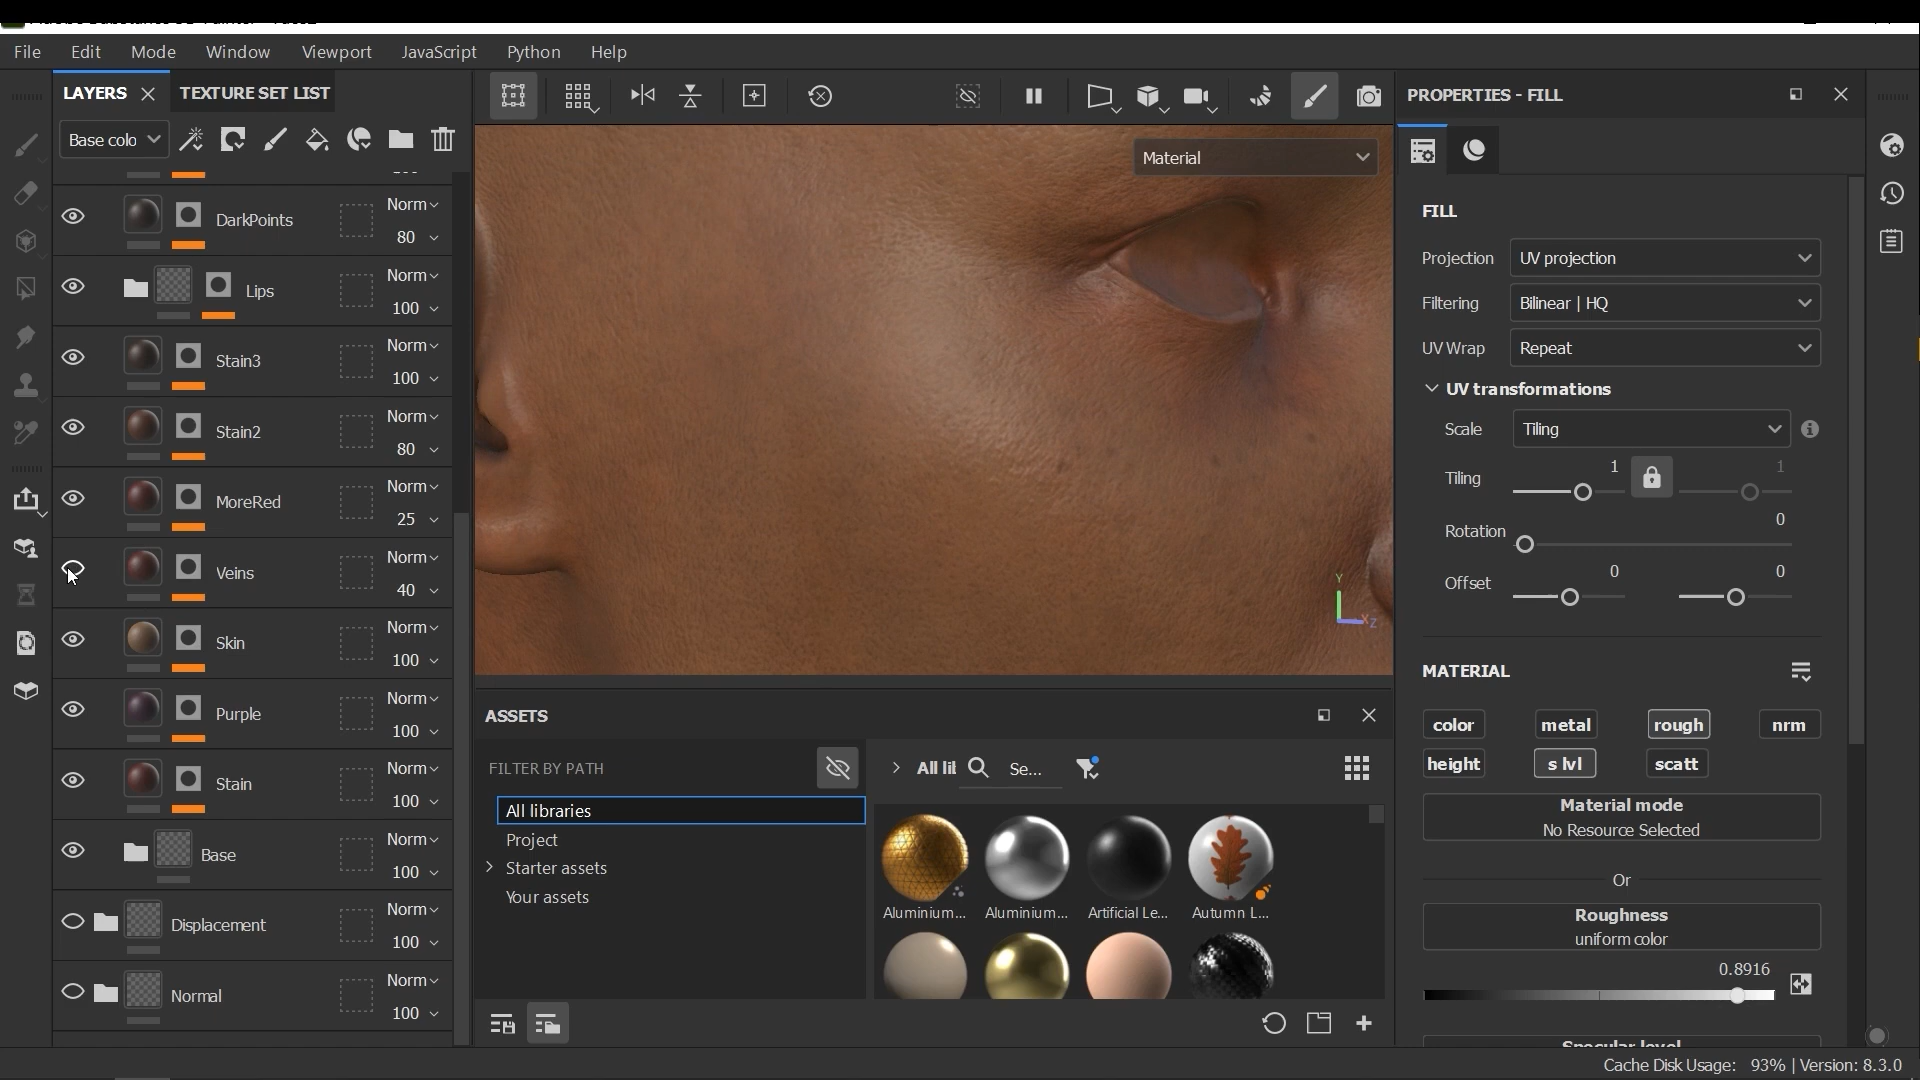 File Edit Mode Window Viewport JavaScript Python Help
LAYERS TEXTURE SET LIST
Base colo
DarkPoints Norm 80
Lips Norm 100
Stain3 Norm 100
Stain2 Norm 80
MoreRed Norm 25
Veins Norm 40
Skin Norm 100
Purple Norm 100
Stain Norm 100
Base Norm 100
Displacement Norm 100
Normal Norm 100
Material
Y
X
Z
ASSETS
FILTER BY PATH
All libraries
Project
Starter assets
Your assets
All lil Se...
Aluminium... Aluminium... Artificial Le... Autumn L...
PROPERTIES - FILL
FILL
Projection UV projection
Filtering Bilinear | HQ
UV Wrap Repeat
UV transformations
Scale Tiling
Tiling 1 1
Rotation 0
Offset 0 0
MATERIAL
color metal rough nrm
height s lvl scatt
Material mode
No Resource Selected
Or
Roughness
uniform color
0.8916
Specular level
Cache Disk Usage: 93% | Version: 8.3.0